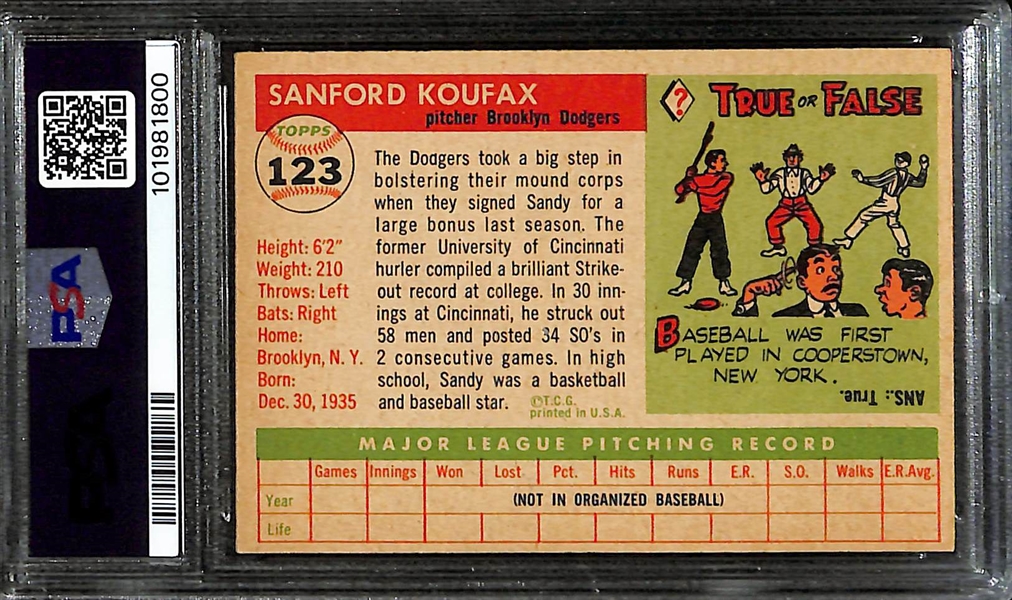 101981800
PSA
SANFORD KOUFAX
pitcher Brooklyn Dodgers
TOPPS
123
Height: 6'2"
Weight: 210
Throws: Left
Bats: Right
Home:
Brooklyn, N. Y.
Born:
Dec. 30, 1935
The Dodgers took a big step in
bolstering their mound corps
when they signed Sandy for a
large bonus last season. The
former University of Cincinnati
hurler compiled a brilliant Strike-
out record at college. In 30 inn-
ings at Cincinnati, he struck out
58 men and posted 34 SO's in
2 consecutive games. In high
school, Sandy was a basketball
and baseball star.
©T.C.G.
printed in U.S.A.
?
TRUE OR FALSE
BASEBALL WAS FIRST
PLAYED IN COOPERSTOWN,
NEW YORK.
ANS.: True.
MAJOR LEAGUE PITCHING RECORD
Games Innings Won Lost Pct. Hits Runs E.R. S.O. Walks E.R.Avg.
Year (NOT IN ORGANIZED BASEBALL)
Life